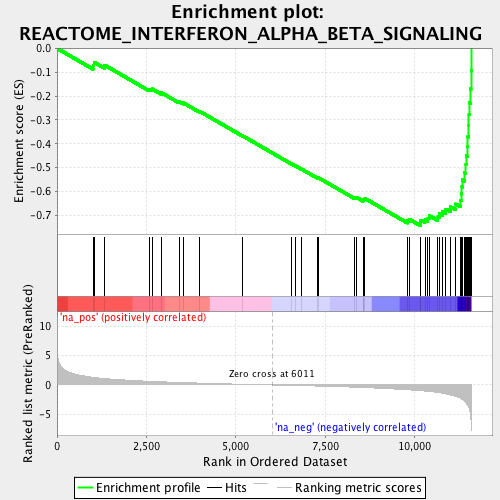 Enrichment plot:
REACTOME_INTERFERON_ALPHA_BETA_SIGNALING
Enrichment score (ES)
0.0
-0.1
-0.2
-0.3
-0.4
-0.5
-0.6
-0.7
'na_pos' (positively correlated)
Ranked list metric (PreRanked)
10
5
0
-5
Zero cross at 6011
'na_neg' (negatively correlated)
0
2,500
5,000
7,500
10,000
Rank in Ordered Dataset
Enrichment profile
Hits
Ranking metric scores